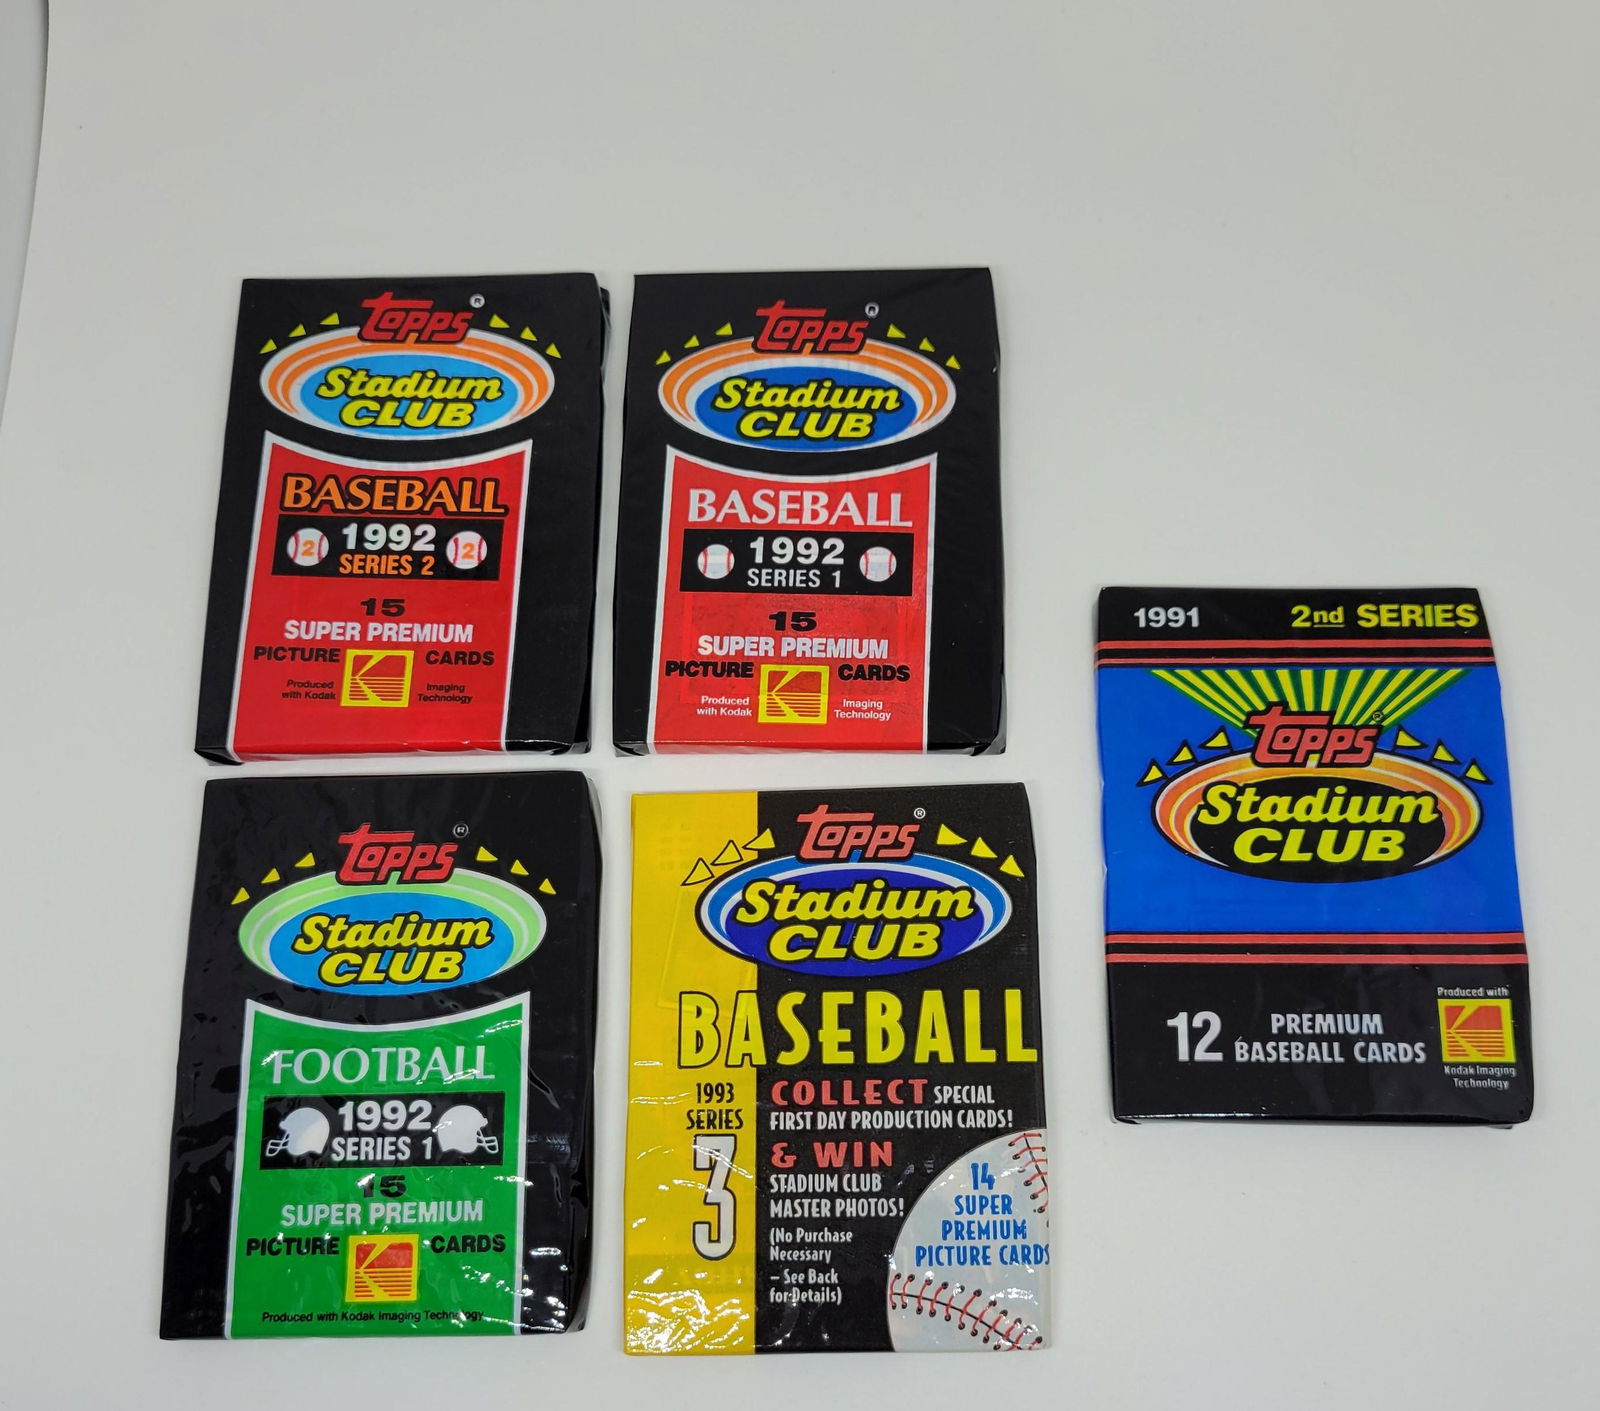 Topps®
Stadium
CLUB
BASEBALL
2 1992 2
SERIES 2
15
SUPER PREMIUM
PICTURE CARDS
Produced
with Kodak
Imaging
Technology
Topps®
Stadium
CLUB
BASEBALL
1992
SERIES 1
15
SUPER PREMIUM
PICTURE CARDS
Produced
with Kodak
Imaging
Technology
Topps®
Stadium
CLUB
FOOTBALL
1992
SERIES 1
15
SUPER PREMIUM
PICTURE CARDS
Produced with Kodak Imaging Technology
Topps®
Stadium
CLUB
BASEBALL
1993
SERIES
3
COLLECT SPECIAL
FIRST DAY PRODUCTION CARDS!
& WIN
STADIUM CLUB
MASTER PHOTOS!
(No Purchase
Necessary
– See Back
for Details)
14
SUPER
PREMIUM
PICTURE CARDS
1991 2nd SERIES
Topps®
Stadium
CLUB
12 PREMIUM
BASEBALL CARDS
Produced with
Kodak Imaging
Technology